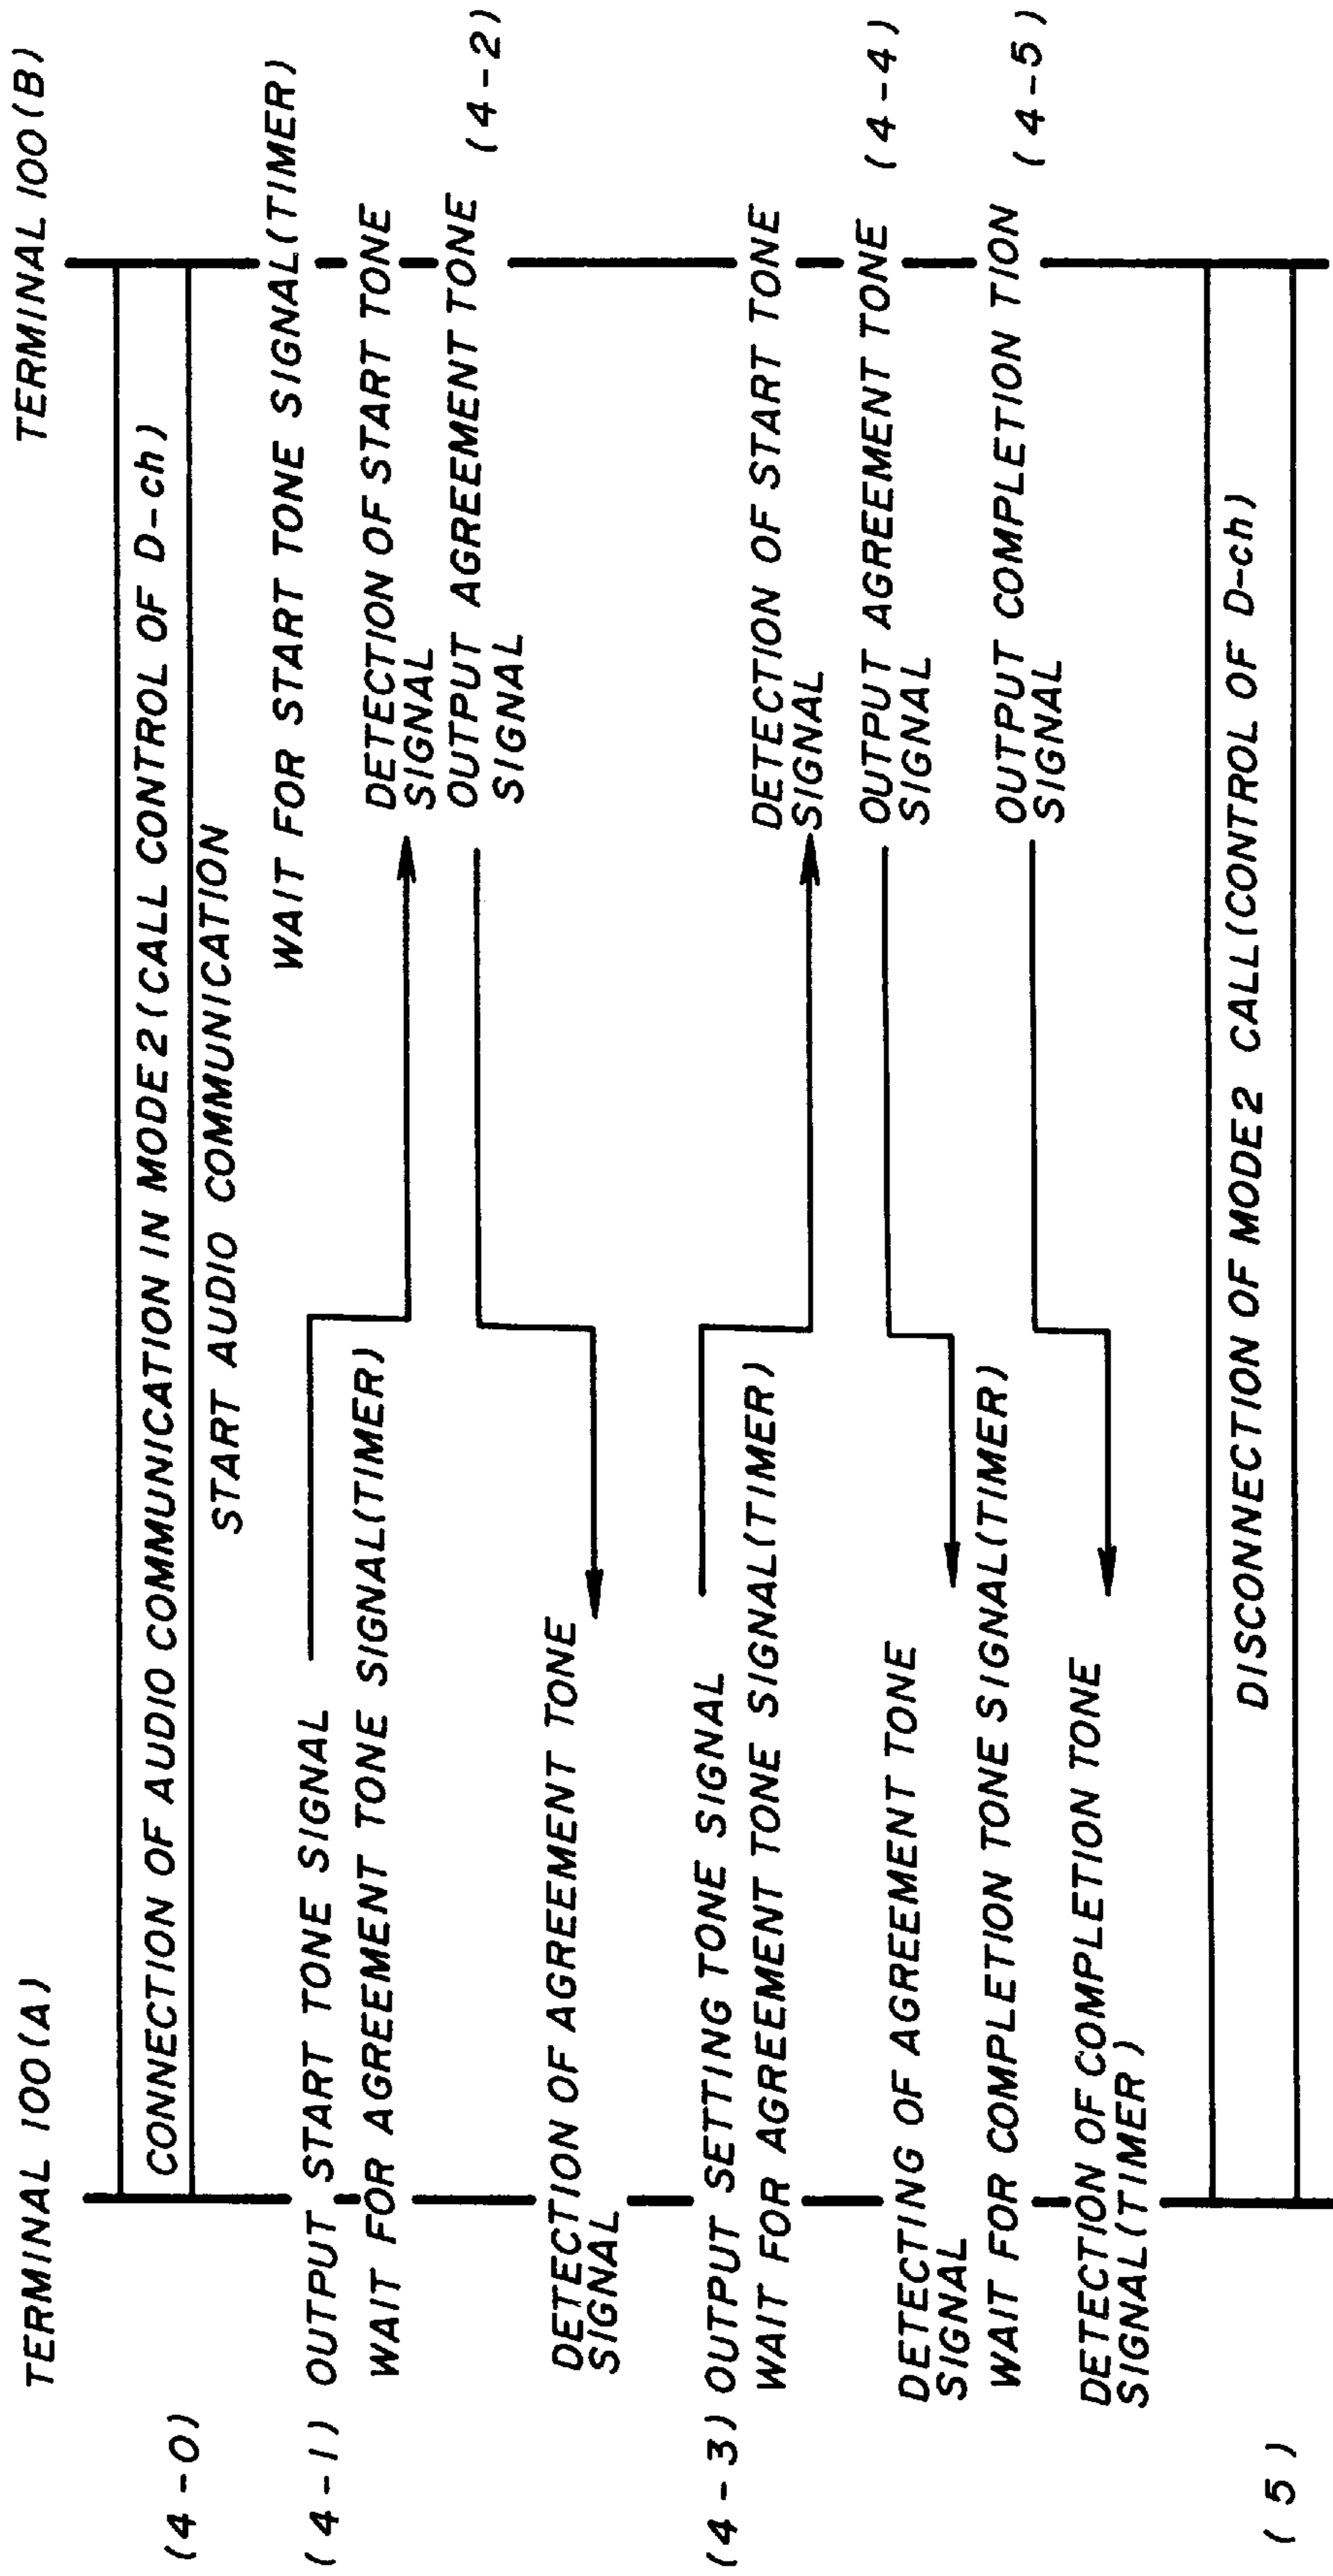 TERMINAL 100(A)
TERMINAL 100(B)
(4-0)
CONNECTION OF AUDIO COMMUNICATION IN MODE2(CALL CONTROL OF D-ch)
START AUDIO COMMUNICATION
WAIT FOR START TONE SIGNAL(TIMER)
(4-1) OUTPUT START TONE SIGNAL
WAIT FOR AGREEMENT TONE SIGNAL(TIMER)
DETECTION OF START TONE
SIGNAL
OUTPUT AGREEMENT TONE
SIGNAL
(4-2)
DETECTION OF AGREEMENT TONE
SIGNAL
(4-3) OUTPUT SETTING TONE SIGNAL
WAIT FOR AGREEMENT TONE SIGNAL(TIMER)
DETECTION OF START TONE
SIGNAL
OUTPUT AGREEMENT TONE (4-4)
SIGNAL
DETECTING OF AGREEMENT TONE
SIGNAL
WAIT FOR COMPLETION TONE SIGNAL(TIMER)
OUTPUT COMPLETION TION (4-5)
SIGNAL
DETECTION OF COMPLETION TONE
SIGNAL(TIMER)
(5)
DISCONNECTION OF MODE2 CALL(CONTROL OF D-ch)